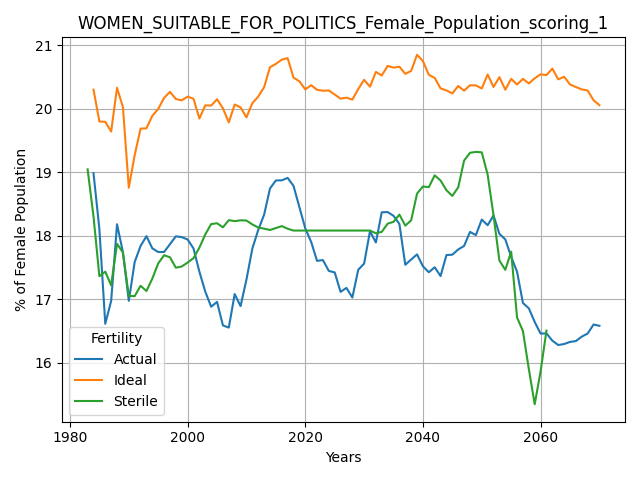 WOMEN_SUITABLE_FOR_POLITICS_Female_Population_scoring_1
21
20
19
18
17
16
% of Female Population
Fertility
Actual
Ideal
Sterile
1980 2000 2020 2040 2060
Years